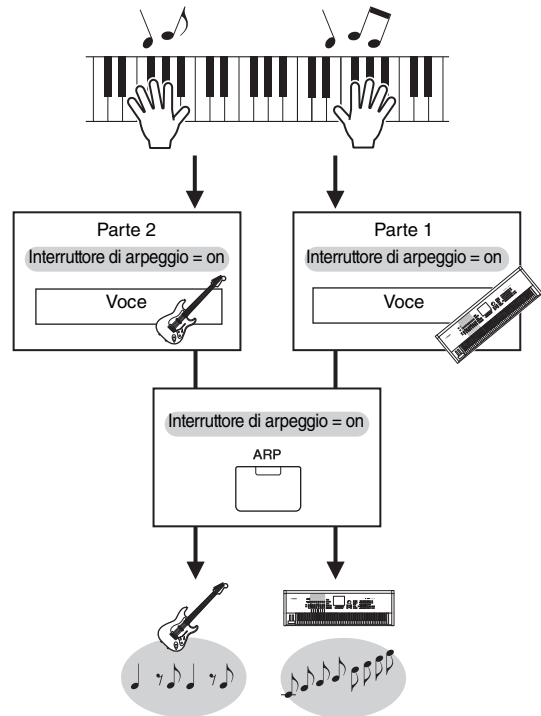 Parte 2
Interruttore di arpeggio = on
Voce
Parte 1
Interruttore di arpeggio = on
Voce
Interruttore di arpeggio = on
ARP